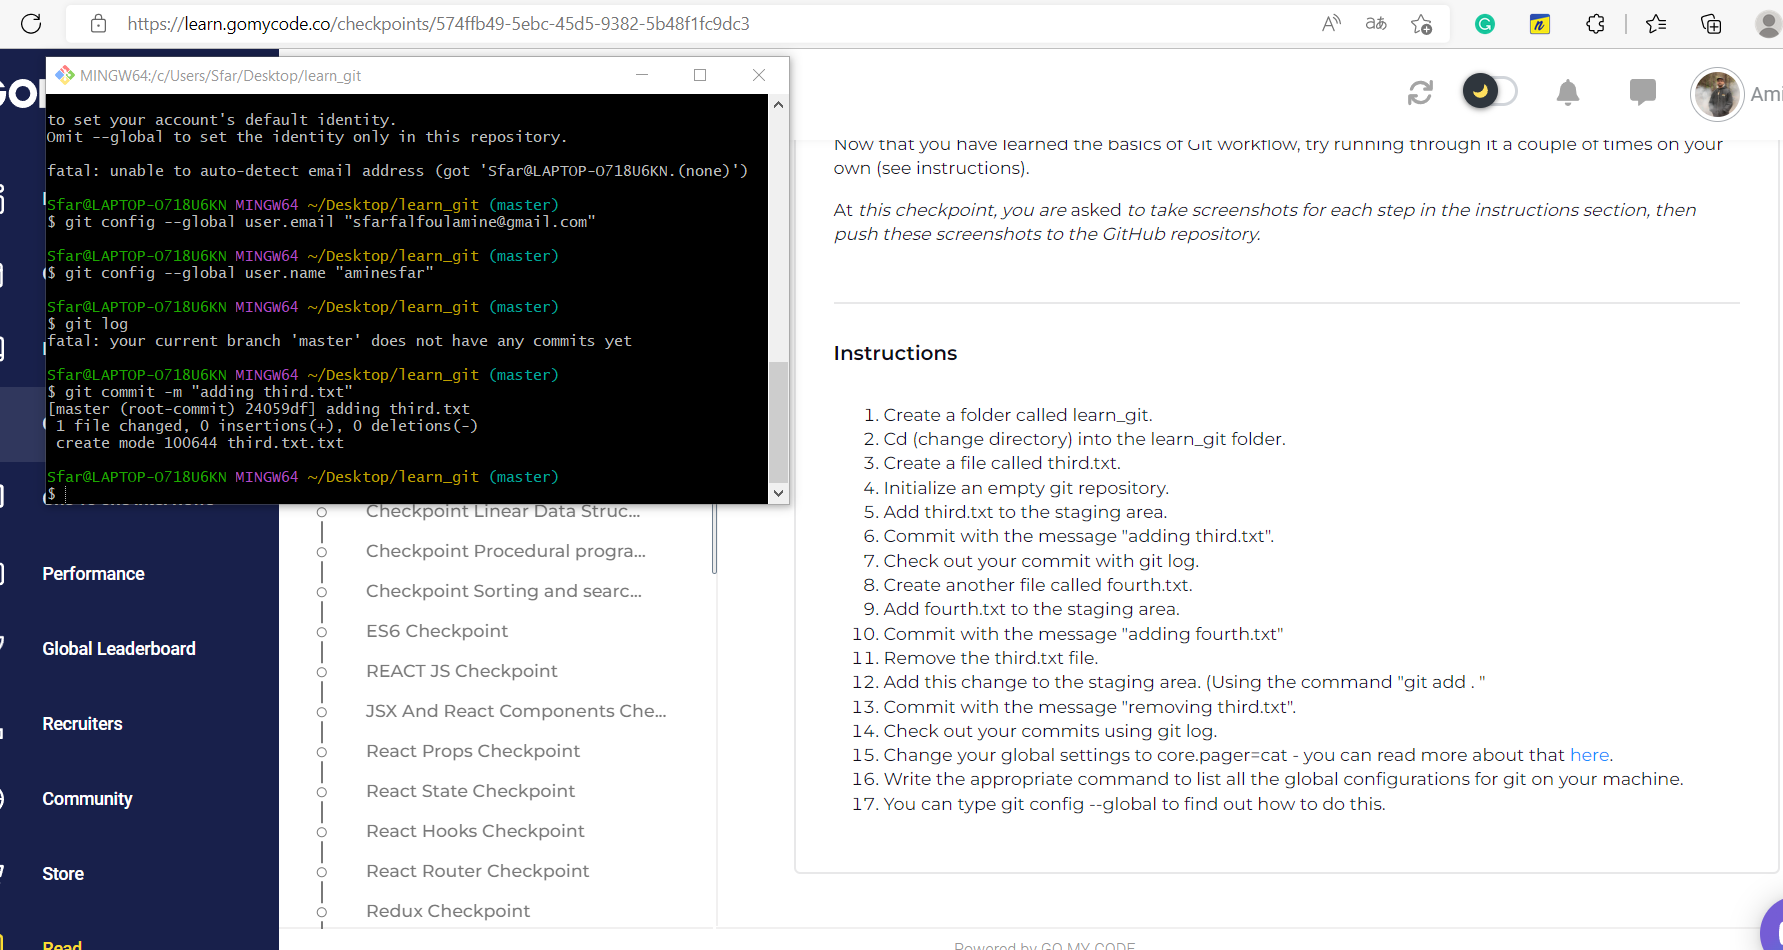 https://learn.gomycode.co/checkpoints/574ffb49-5ebc-45d5-9382-5b48f1fc9dc3
MINGW64:/c/Users/Sfar/Desktop/learn_git
to set your account's default identity.
Omit --global to set the identity only in this repository.
fatal: unable to auto-detect email address (got 'Sfar@LAPTOP-O718U6KN.(none)')
Sfar@LAPTOP-O718U6KN MINGW64 ~/Desktop/learn_git (master)
$ git config --global user.email "sfarfalfoulamine@gmail.com"
Sfar@LAPTOP-O718U6KN MINGW64 ~/Desktop/learn_git (master)
$ git config --global user.name "aminesfar"
Sfar@LAPTOP-O718U6KN MINGW64 ~/Desktop/learn_git (master)
$ git log
fatal: your current branch 'master' does not have any commits yet
Sfar@LAPTOP-O718U6KN MINGW64 ~/Desktop/learn_git (master)
$ git commit -m "adding third.txt"
[master (root-commit) 24059df] adding third.txt
1 file changed, 0 insertions(+), 0 deletions(-)
create mode 100644 third.txt.txt
Sfar@LAPTOP-O718U6KN MINGW64 ~/Desktop/learn_git (master)
$
Performance
Global Leaderboard
Recruiters
Community
Store
Read
Checkpoint Linear Data Struc...
Checkpoint Procedural progra...
Checkpoint Sorting and searc...
ES6 Checkpoint
REACT JS Checkpoint
JSX And React Components Che...
React Props Checkpoint
React State Checkpoint
React Hooks Checkpoint
React Router Checkpoint
Redux Checkpoint
Ami
Now that you have learned the basics of Git workflow, try running through it a couple of times on your
own (see instructions).
At this checkpoint, you are asked to take screenshots for each step in the instructions section, then
push these screenshots to the GitHub repository.
Instructions
1. Create a folder called learn_git.
2. Cd (change directory) into the learn_git folder.
3. Create a file called third.txt.
4. Initialize an empty git repository.
5. Add third.txt to the staging area.
6. Commit with the message "adding third.txt".
7. Check out your commit with git log.
8. Create another file called fourth.txt.
9. Add fourth.txt to the staging area.
10. Commit with the message "adding fourth.txt"
11. Remove the third.txt file.
12. Add this change to the staging area. (Using the command "git add . "
13. Commit with the message "removing third.txt".
14. Check out your commits using git log.
15. Change your global settings to core.pager=cat - you can read more about that here.
16. Write the appropriate command to list all the global configurations for git on your machine.
17. You can type git config --global to find out how to do this.
Powered by GO MY CODE